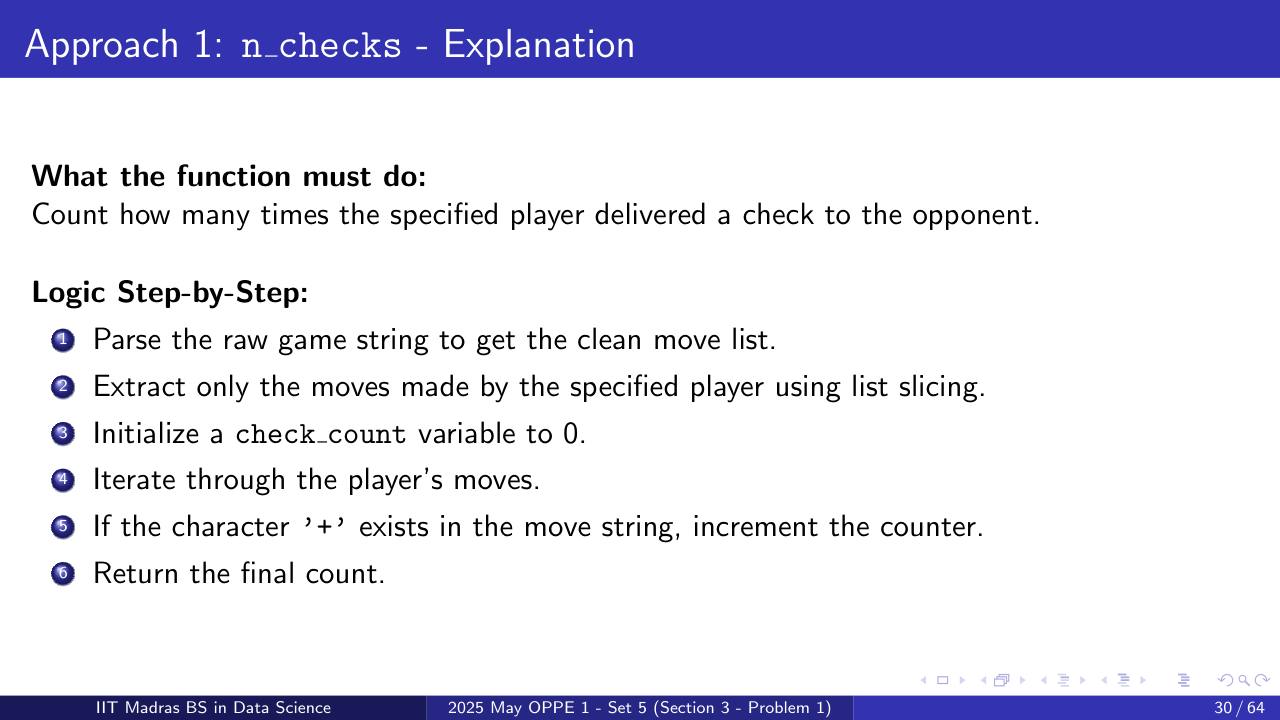 Approach 1: n_checks - Explanation
What the function must do:
Count how many times the specified player delivered a check to the opponent.
Logic Step-by-Step:
1 Parse the raw game string to get the clean move list.
2 Extract only the moves made by the specified player using list slicing.
3 Initialize a check_count variable to 0.
4 Iterate through the player's moves.
5 If the character '+' exists in the move string, increment the counter.
6 Return the final count.
IIT Madras BS in Data Science
2025 May OPPE 1 - Set 5 (Section 3 - Problem 1)
30 / 64